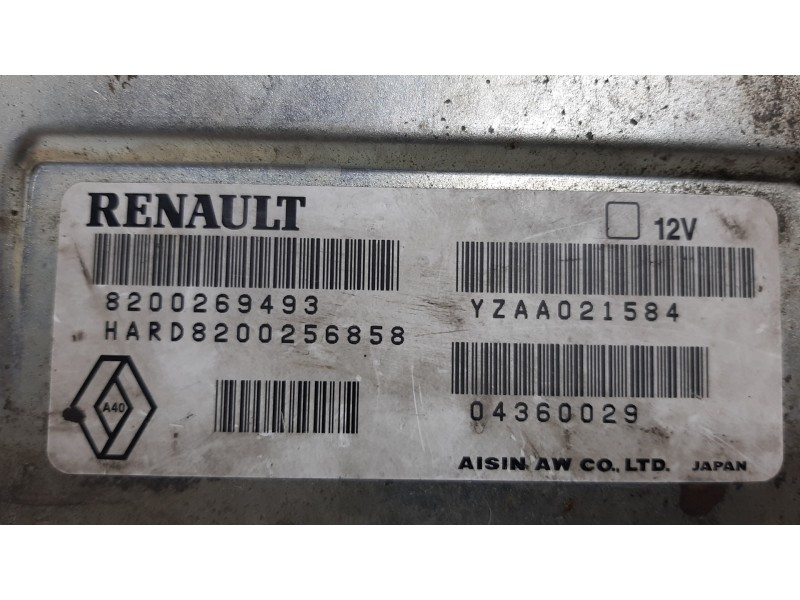 RENAULT
12V
8200269493
YZAA021584
HARD8200256858
04360029
A40
AISIN AW CO., LTD. JAPAN